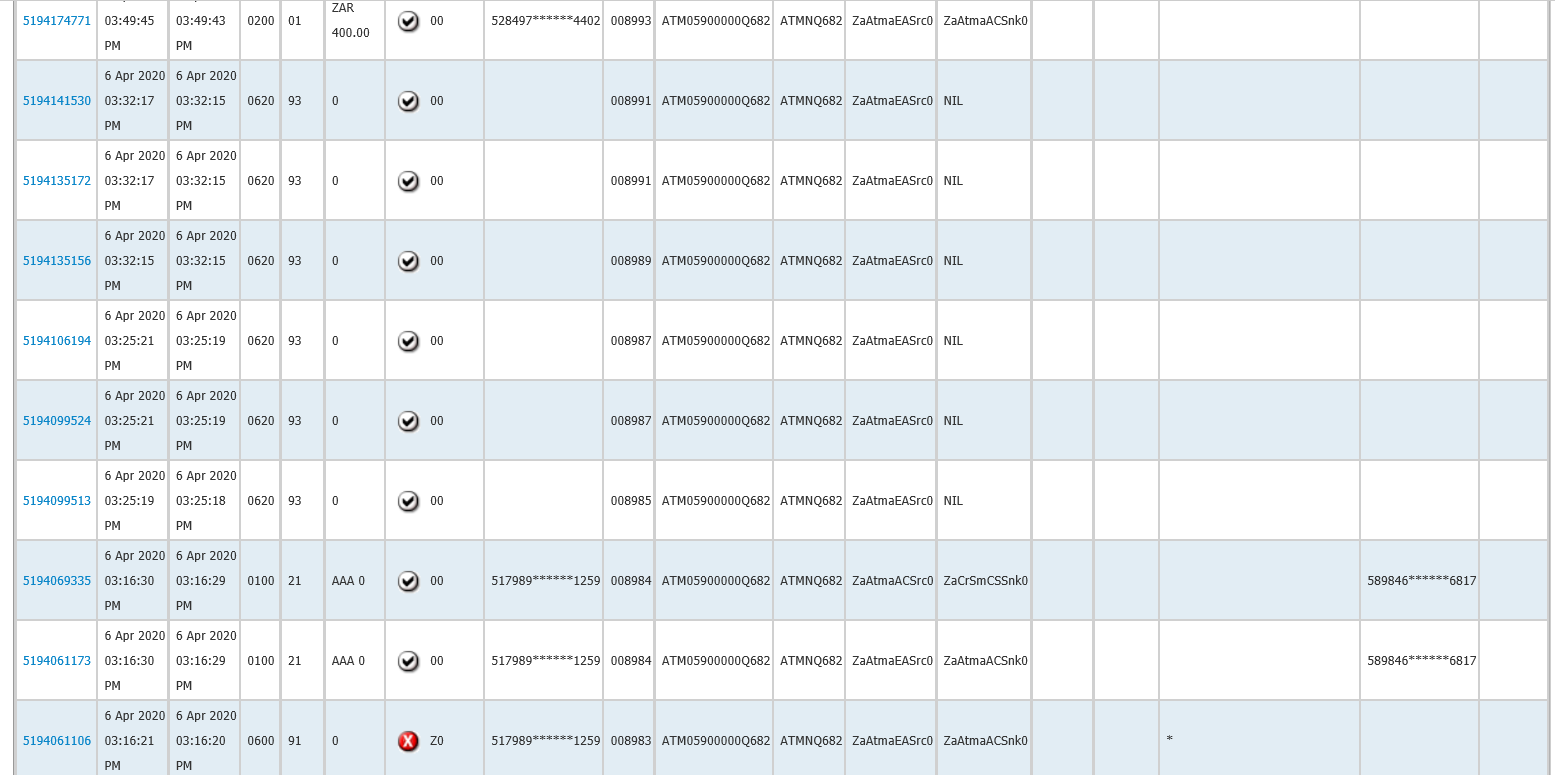 5194174771 03:49:45 PM 03:49:43 PM 0200 01 ZAR 400.00 00 528497******4402 008993 ATM05900000Q682 ATMNQ682 ZaAtmaEASrc0 ZaAtmaACSnk0
5194141530 6 Apr 2020 03:32:17 PM 6 Apr 2020 03:32:15 PM 0620 93 0 00 008991 ATM05900000Q682 ATMNQ682 ZaAtmaEASrc0 NIL
5194135172 6 Apr 2020 03:32:17 PM 6 Apr 2020 03:32:15 PM 0620 93 0 00 008991 ATM05900000Q682 ATMNQ682 ZaAtmaEASrc0 NIL
5194135156 6 Apr 2020 03:32:15 PM 6 Apr 2020 03:32:15 PM 0620 93 0 00 008989 ATM05900000Q682 ATMNQ682 ZaAtmaEASrc0 NIL
5194106194 6 Apr 2020 03:25:21 PM 6 Apr 2020 03:25:19 PM 0620 93 0 00 008987 ATM05900000Q682 ATMNQ682 ZaAtmaEASrc0 NIL
5194099524 6 Apr 2020 03:25:21 PM 6 Apr 2020 03:25:19 PM 0620 93 0 00 008987 ATM05900000Q682 ATMNQ682 ZaAtmaEASrc0 NIL
5194099513 6 Apr 2020 03:25:19 PM 6 Apr 2020 03:25:18 PM 0620 93 0 00 008985 ATM05900000Q682 ATMNQ682 ZaAtmaEASrc0 NIL
5194069335 6 Apr 2020 03:16:30 PM 6 Apr 2020 03:16:29 PM 0100 21 AAA 0 00 517989******1259 008984 ATM05900000Q682 ATMNQ682 ZaAtmaACSrc0 ZaCrSmCSSnk0 589846******6817
5194061173 6 Apr 2020 03:16:30 PM 6 Apr 2020 03:16:29 PM 0100 21 AAA 0 00 517989******1259 008984 ATM05900000Q682 ATMNQ682 ZaAtmaEASrc0 ZaAtmaACSnk0 589846******6817
5194061106 6 Apr 2020 03:16:21 PM 6 Apr 2020 03:16:20 PM 0600 91 0 Z0 517989******1259 008983 ATM05900000Q682 ATMNQ682 ZaAtmaEASrc0 ZaAtmaACSnk0 *